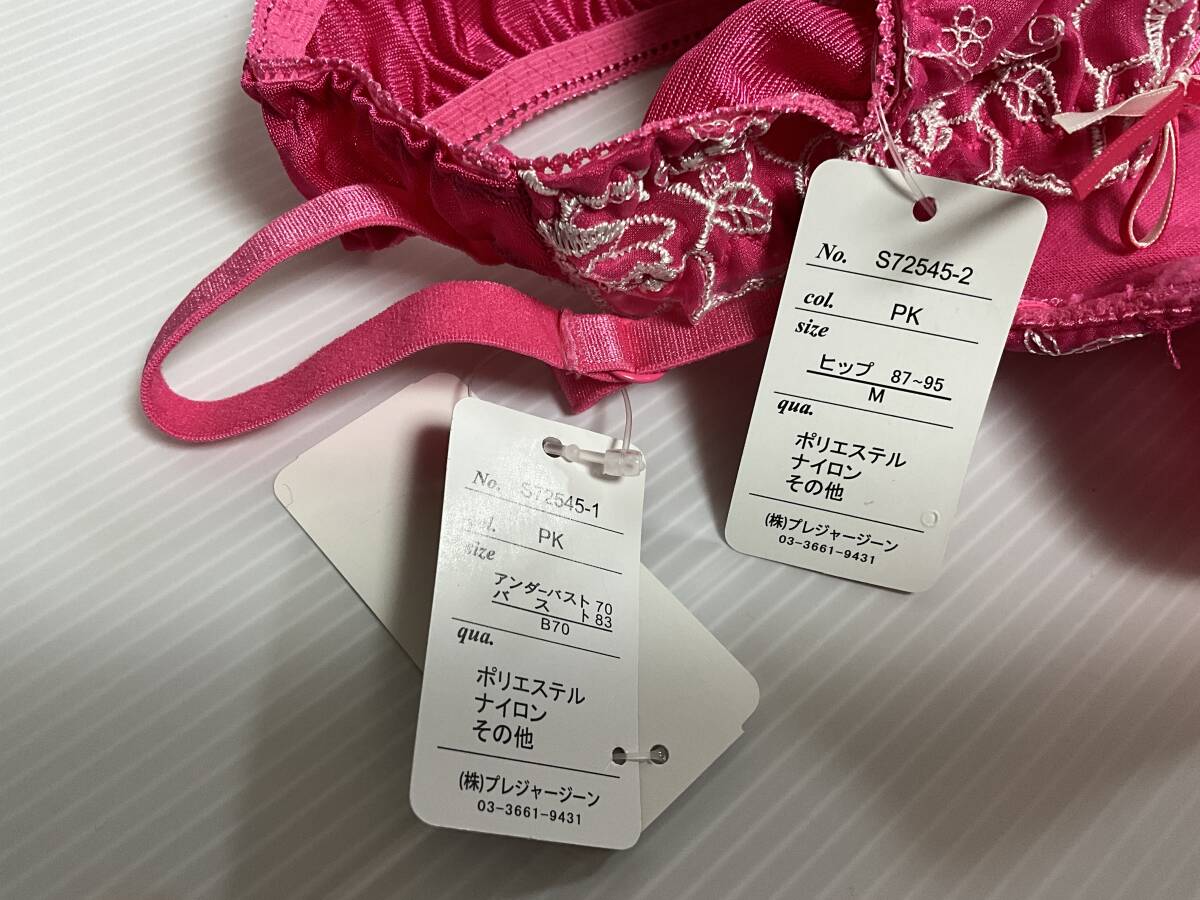 No. S72545-2
col. PK
size
ヒップ 87~95
M
qua.
ポリエステル
ナイロン
その他
(株)プレジャージーン
03-3661-9431
No. S72545-1
col. PK
size
アンダーバスト 70
バスト 83
B70
qua.
ポリエステル
ナイロン
その他
(株)プレジャージーン
03-3661-9431